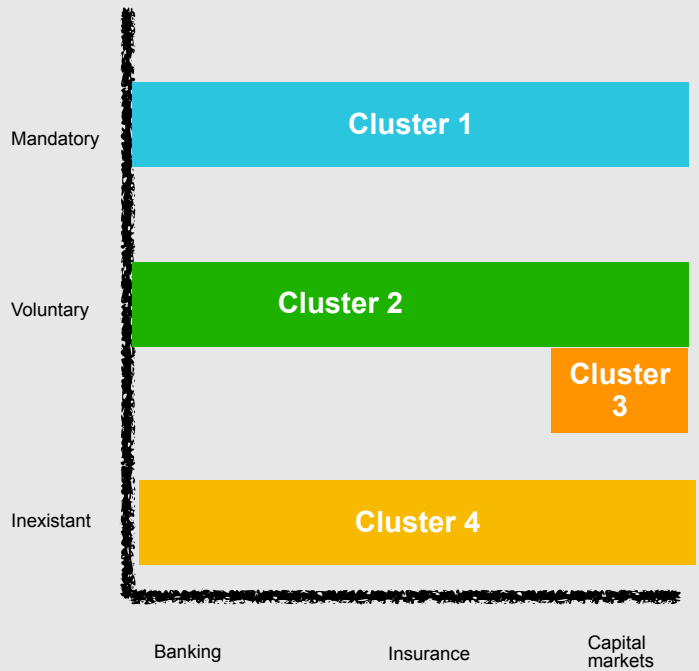 Mandatory
Cluster 1
Voluntary
Cluster 2
Cluster
3
Inexistant
Cluster 4
Banking
Insurance
Capital
markets